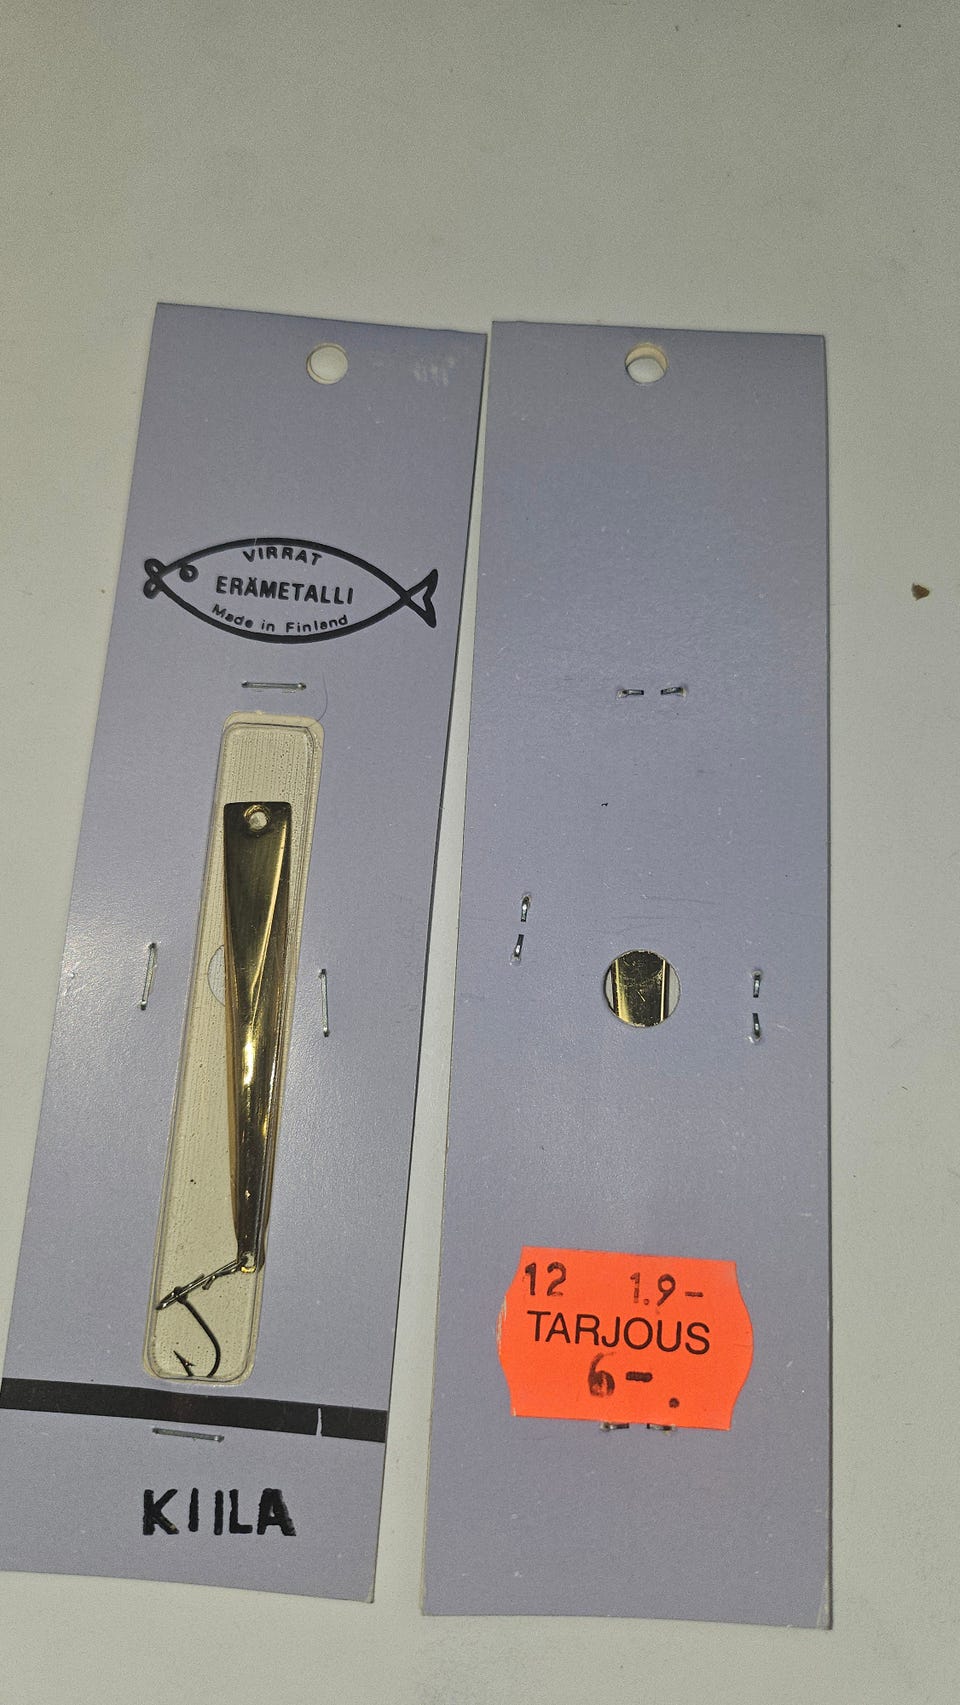 VIRRAT
ERÄMETALLI
Made in Finland
KIILA
12 1.9-
TARJOUS
6-.